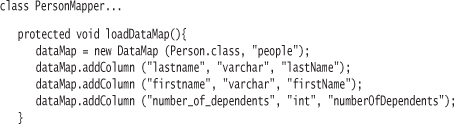 class PersonMapper...
protected void loadDataMap(){
dataMap = new DataMap (Person.class, "people");
dataMap.addColumn ("lastname", "varchar", "lastName");
dataMap.addColumn ("firstname", "varchar", "firstName");
dataMap.addColumn ("number_of_dependents", "int", "numberOfDependents");
}